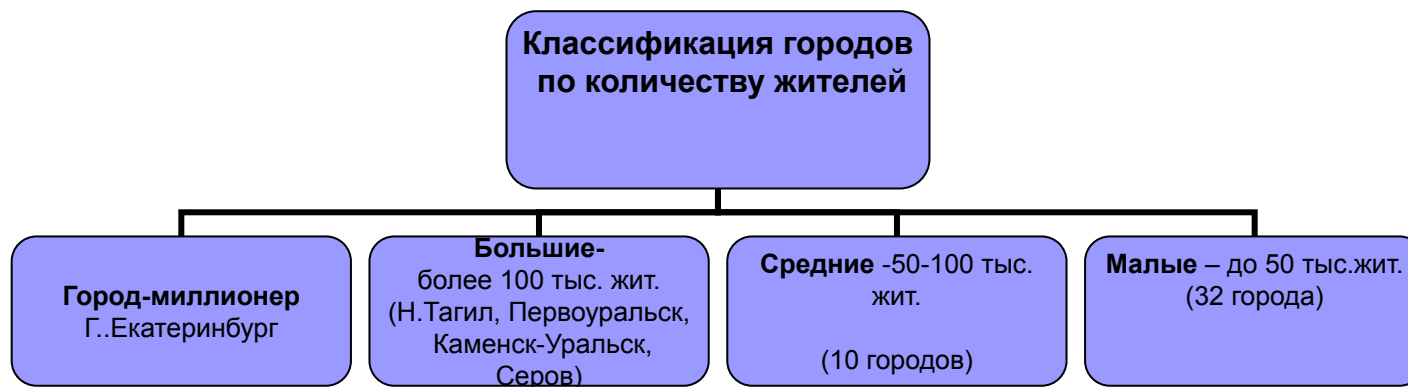 Классификация городов
по количеству жителей
Город-миллионер
Г..Екатеринбург
Большие-
более 100 тыс. жит.
(Н.Тагил, Первоуральск,
Каменск-Уральск,
Серов)
Средние -50-100 тыс.
жит.
(10 городов)
Малые – до 50 тыс.жит.
(32 города)